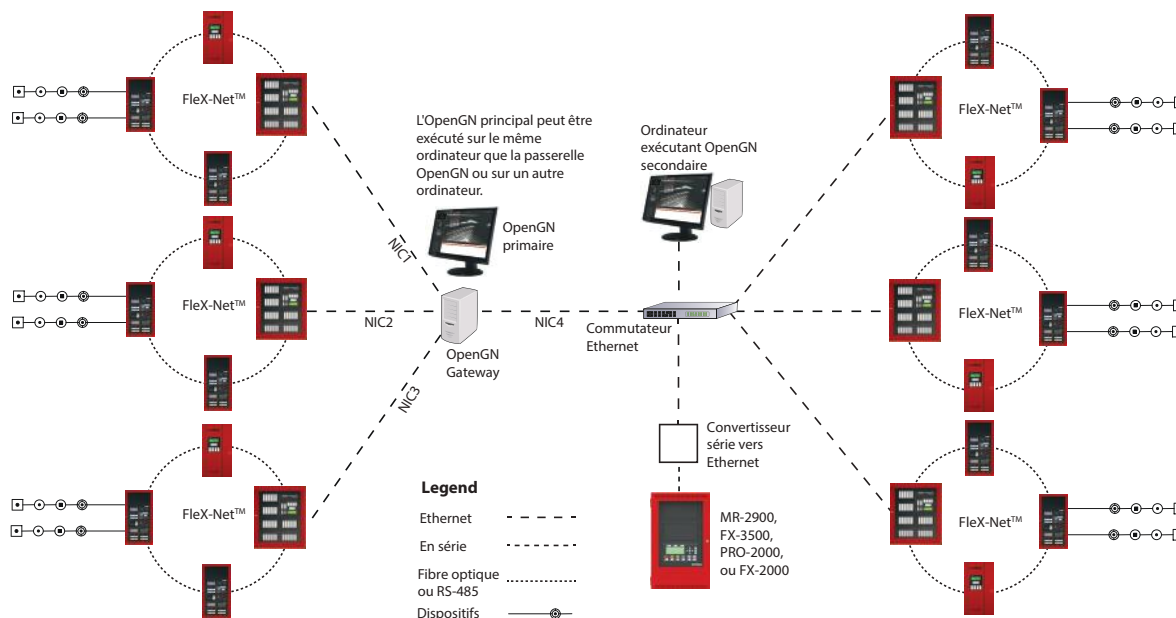 FleX-Net™
FleX-Net™
FleX-Net™
L'OpenGN principal peut être
exécuté sur le même
ordinateur que la passerelle
OpenGN ou sur un autre
ordinateur.
OpenGN
primaire
NIC1
NIC2
NIC3
OpenGN
Gateway
NIC4
Ordinateur
exécutant OpenGN
secondaire
Commutateur
Ethernet
Convertisseur
série vers
Ethernet
MR-2900,
FX-3500,
PRO-2000,
ou FX-2000
FleX-Net™
FleX-Net™
FleX-Net™
Legend
Ethernet
En série
Fibre optique
ou RS-485
Dispositifs